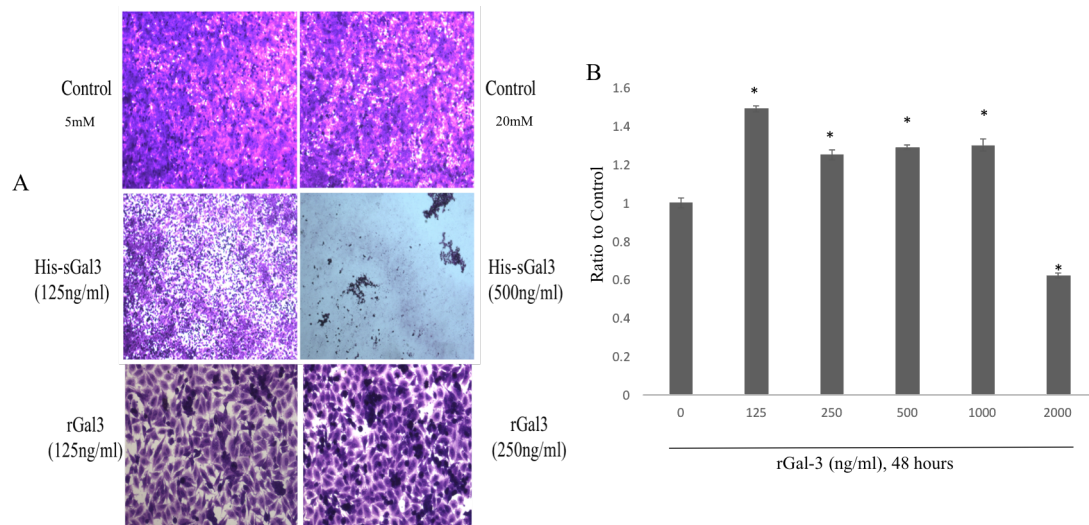 A
Control
5mM
Control
20mM
His-sGal3
(125ng/ml)
His-sGal3
(500ng/ml)
rGal3
(125ng/ml)
rGal3
(250ng/ml)
B
Ratio to Control
1.6
1.4
1.2
1
0.8
0.6
0.4
0.2
0
* * * * *
0 125 250 500 1000 2000
rGal-3 (ng/ml), 48 hours